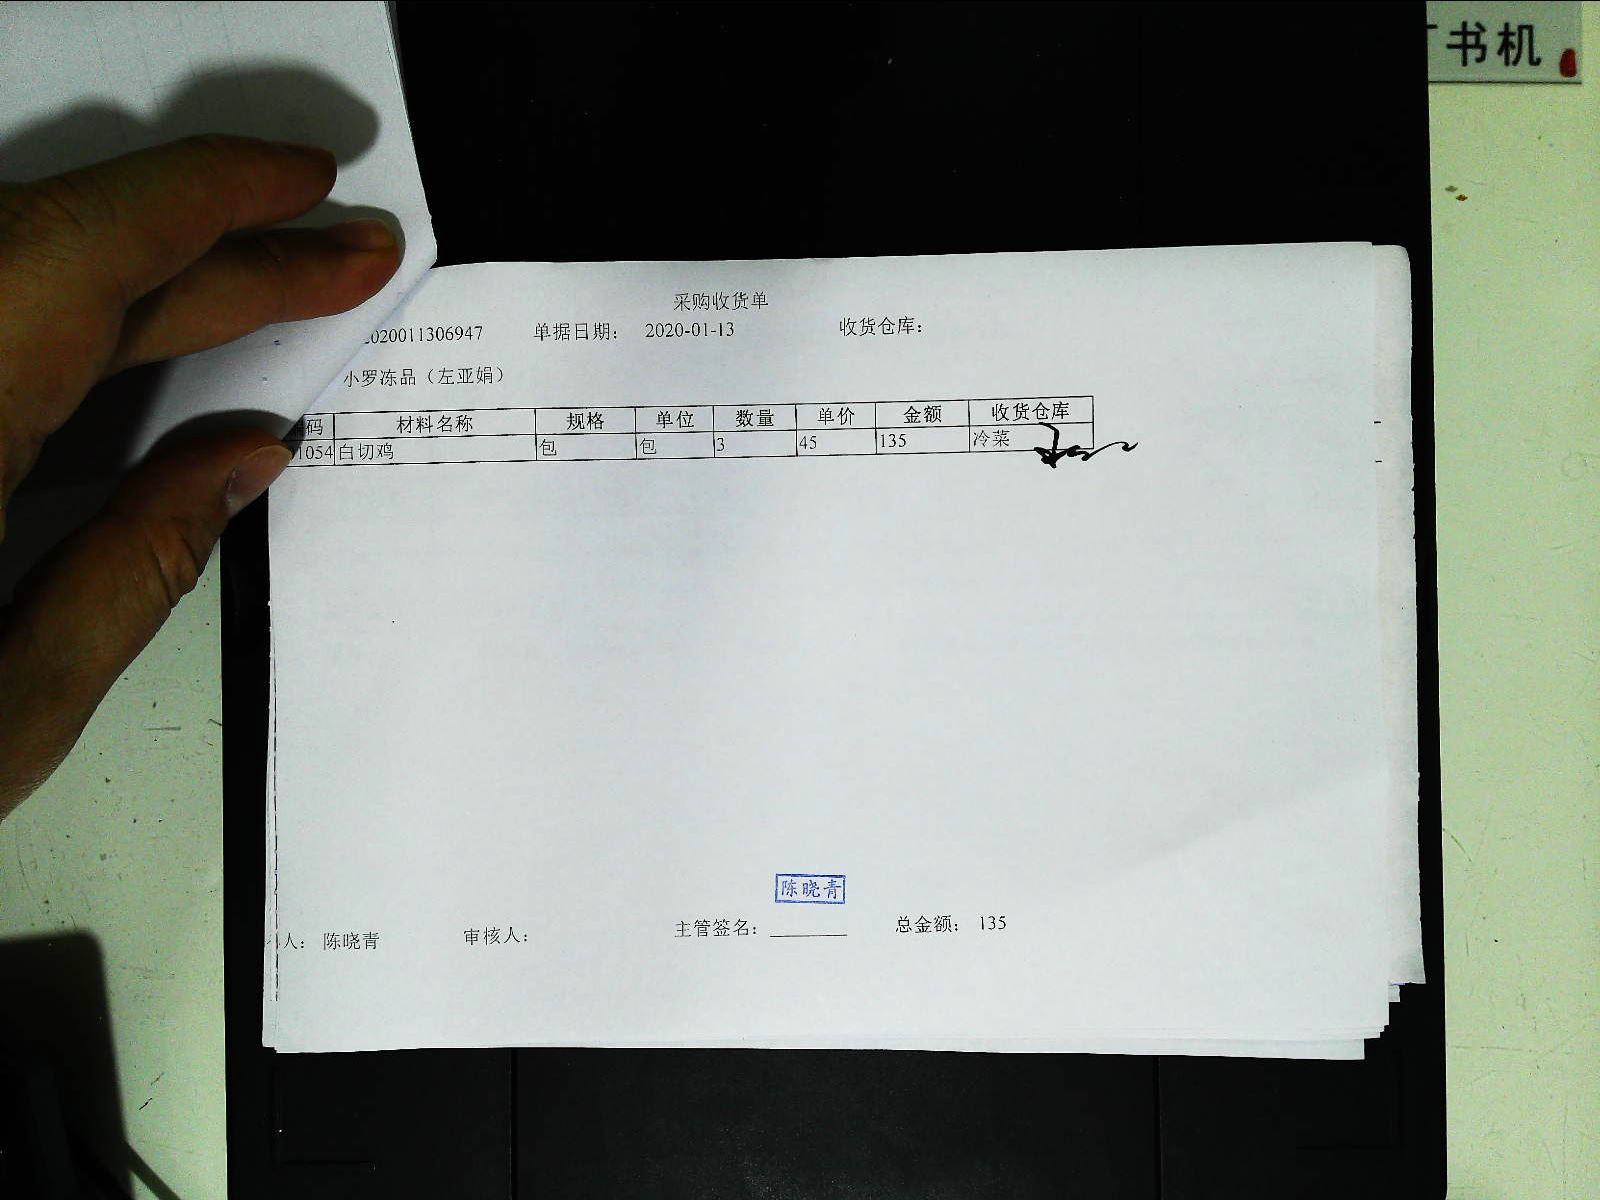 书机
采购收货单
2020011306947 单据日期: 2020-01-13 收货仓库:
小罗冻品（左亚娟）
码 材料名称 规格 单位 数量 单价 金额 收货仓库
1054 白切鸡 包 包 3 45 135 冷菜
陈晓青
人: 陈晓青 审核人: 主管签名: 总金额: 135